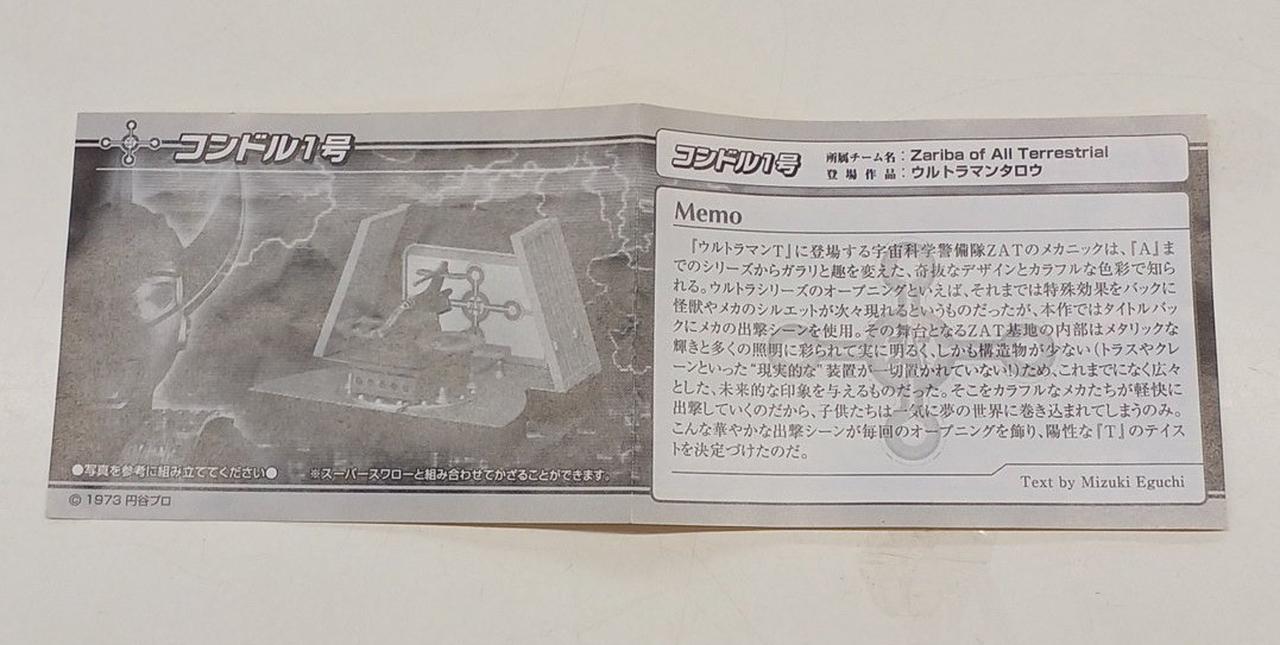 コンドル1号
●写真を参考に組み立ててください●
※スーパースワローと組み合わせてかざることができます。
© 1973 円谷プロ
コンドル1号
所属チーム名：Zariba of All Terrestrial
登場作品：ウルトラマンタロウ
Memo
『ウルトラマンT』に登場する宇宙科学警備隊ZATのメカニックは、『A』ま
でのシリーズからガラリと趣を変えた、奇抜なデザインとカラフルな色彩で知ら
れる。ウルトラシリーズのオープニングといえば、それまでは特殊効果をバックに
怪獣やメカのシルエットが次々現れるというものだったが、本作ではタイトルバッ
クにメカの出撃シーンを使用。その舞台となるZAT基地の内部はメタリックな
輝きと多くの照明に彩られて実に明るく、しかも構造物が少ない（トラスやクレ
ーンといった“現実的な”装置が一切置かれていない！）ため、これまでになく広々
とした、未来的な印象を与えるものだった。そこをカラフルなメカたちが軽快に
出撃していくのだから、子供たちは一気に夢の世界に巻き込まれてしまうのみ。
こんな華やかな出撃シーンが毎回のオープニングを飾り、陽性な『T』のテイス
トを決定づけたのだ。
Text by Mizuki Eguchi